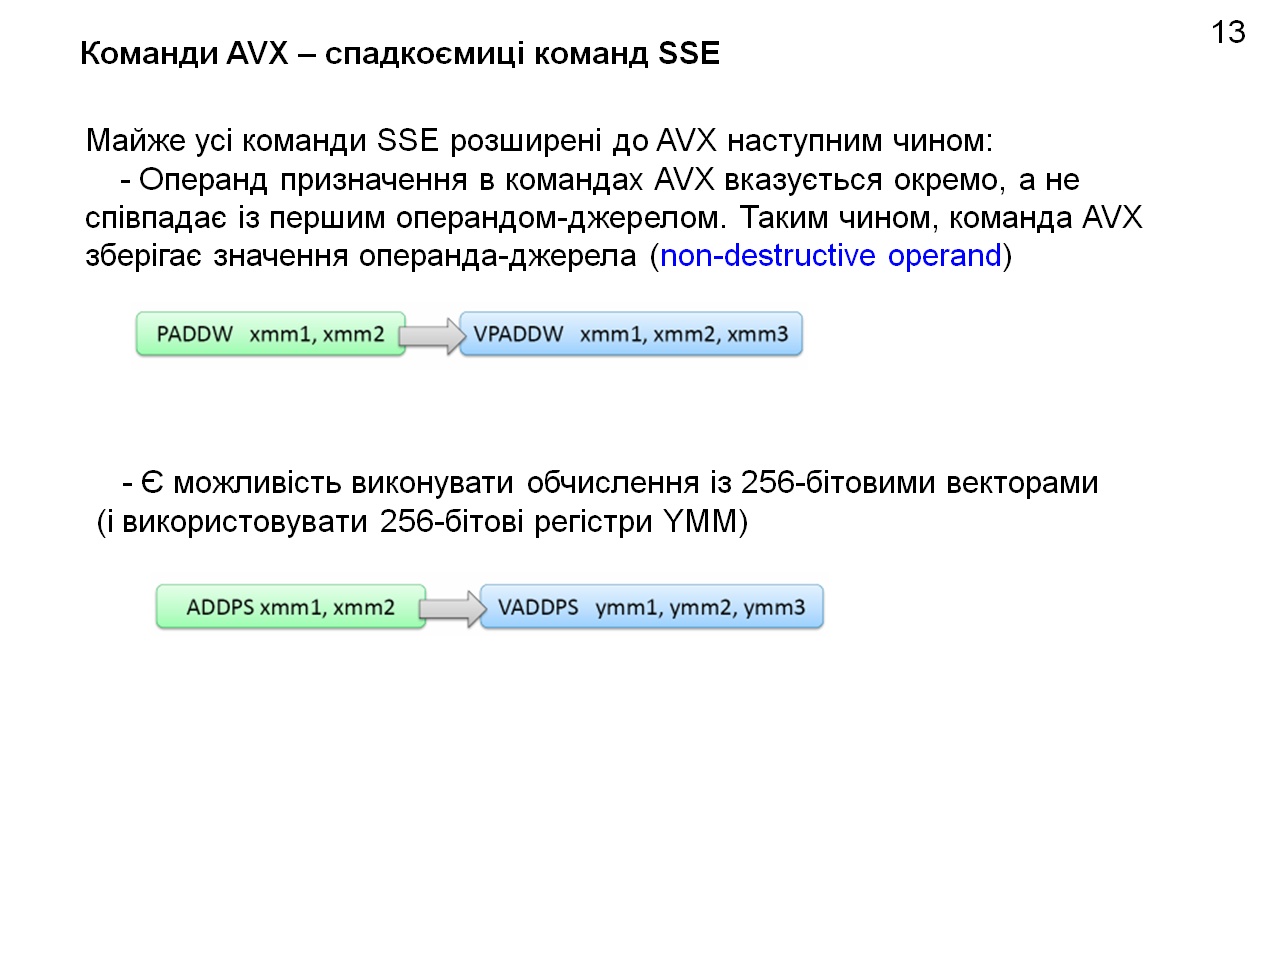 13
Команди AVX – спадкоємиці команд SSE
Майже усі команди SSE розширені до AVX наступним чином:
- Операнд призначення в командах AVX вказується окремо, а не
співпадає із першим операндом-джерелом. Таким чином, команда AVX
зберігає значення операнда-джерела (non-destructive operand)
PADDW xmm1, xmm2 VPADDW xmm1, xmm2, xmm3
- Є можливість виконувати обчислення із 256-бітовими векторами
(і використовувати 256-бітові регістри YMM)
ADDPS xmm1, xmm2 VADDPS ymm1, ymm2, ymm3